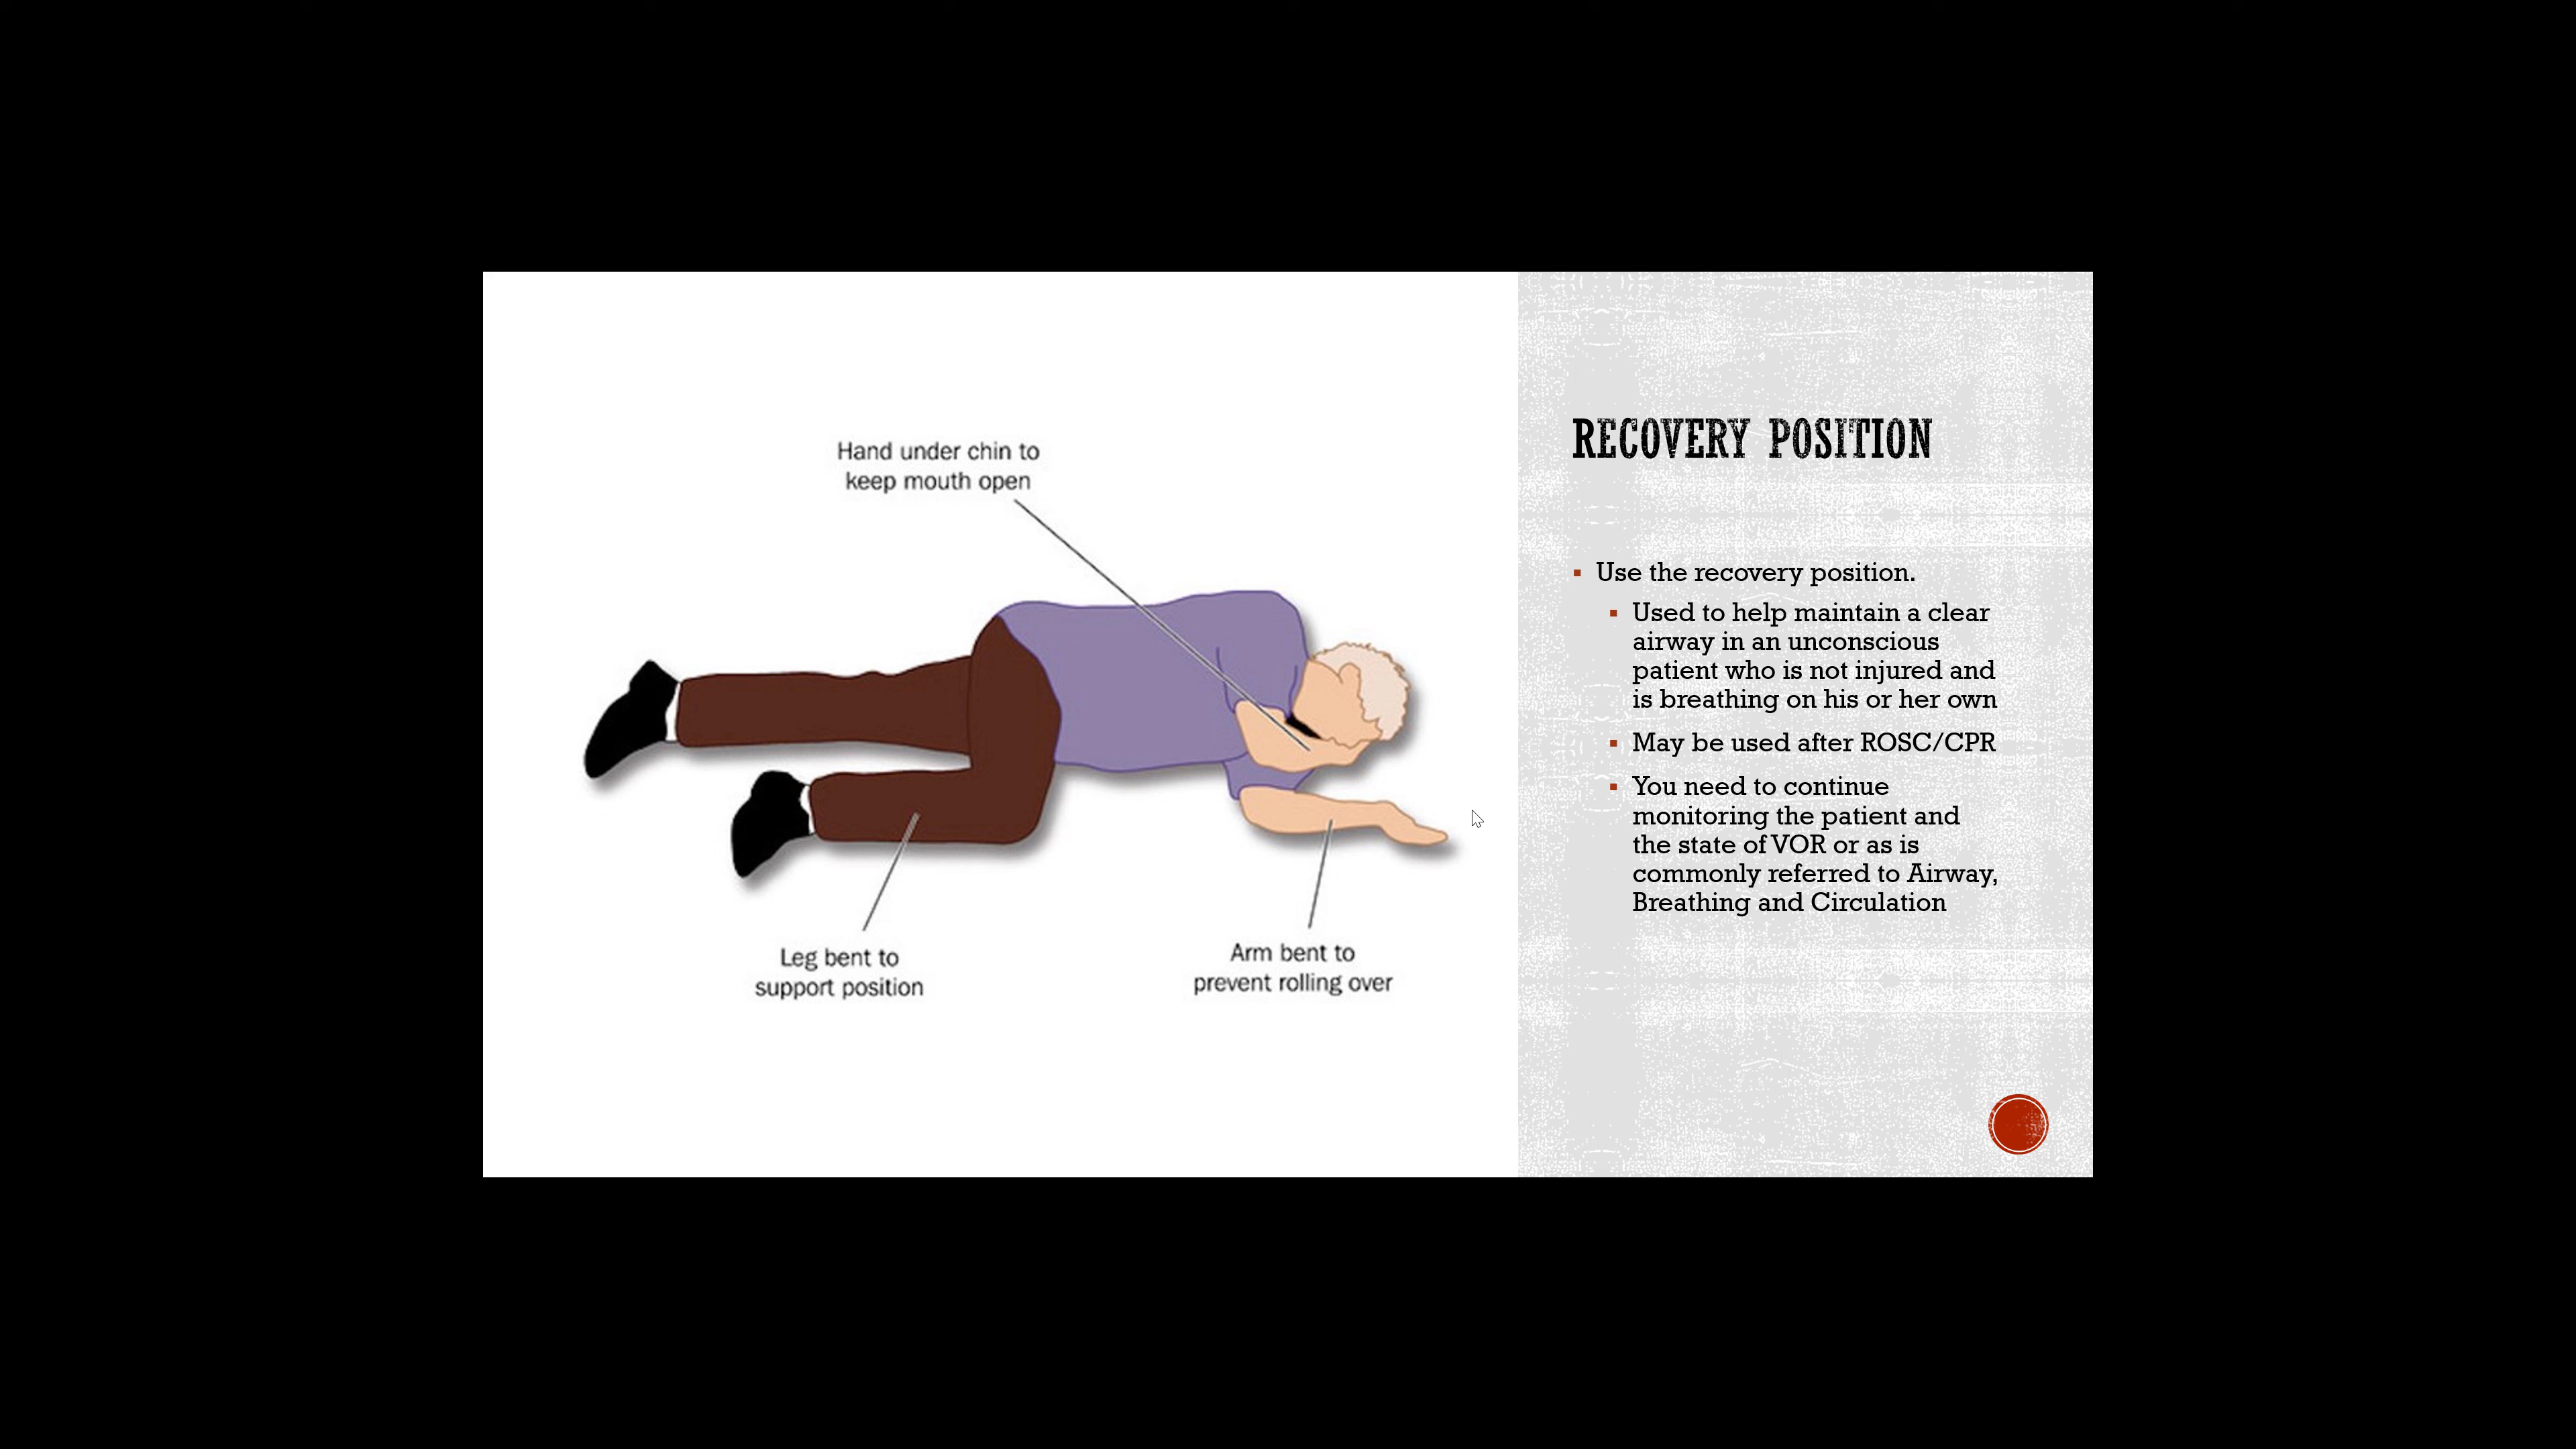 Hand under chin to
keep mouth open
Leg bent to
support position
Arm bent to
prevent rolling over
RECOVERY POSITION
▪ Use the recovery position.
▪ Used to help maintain a clear
airway in an unconscious
patient who is not injured and
is breathing on his or her own
▪ May be used after ROSC/CPR
▪ You need to continue
monitoring the patient and
the state of VOR or as is
commonly referred to Airway,
Breathing and Circulation